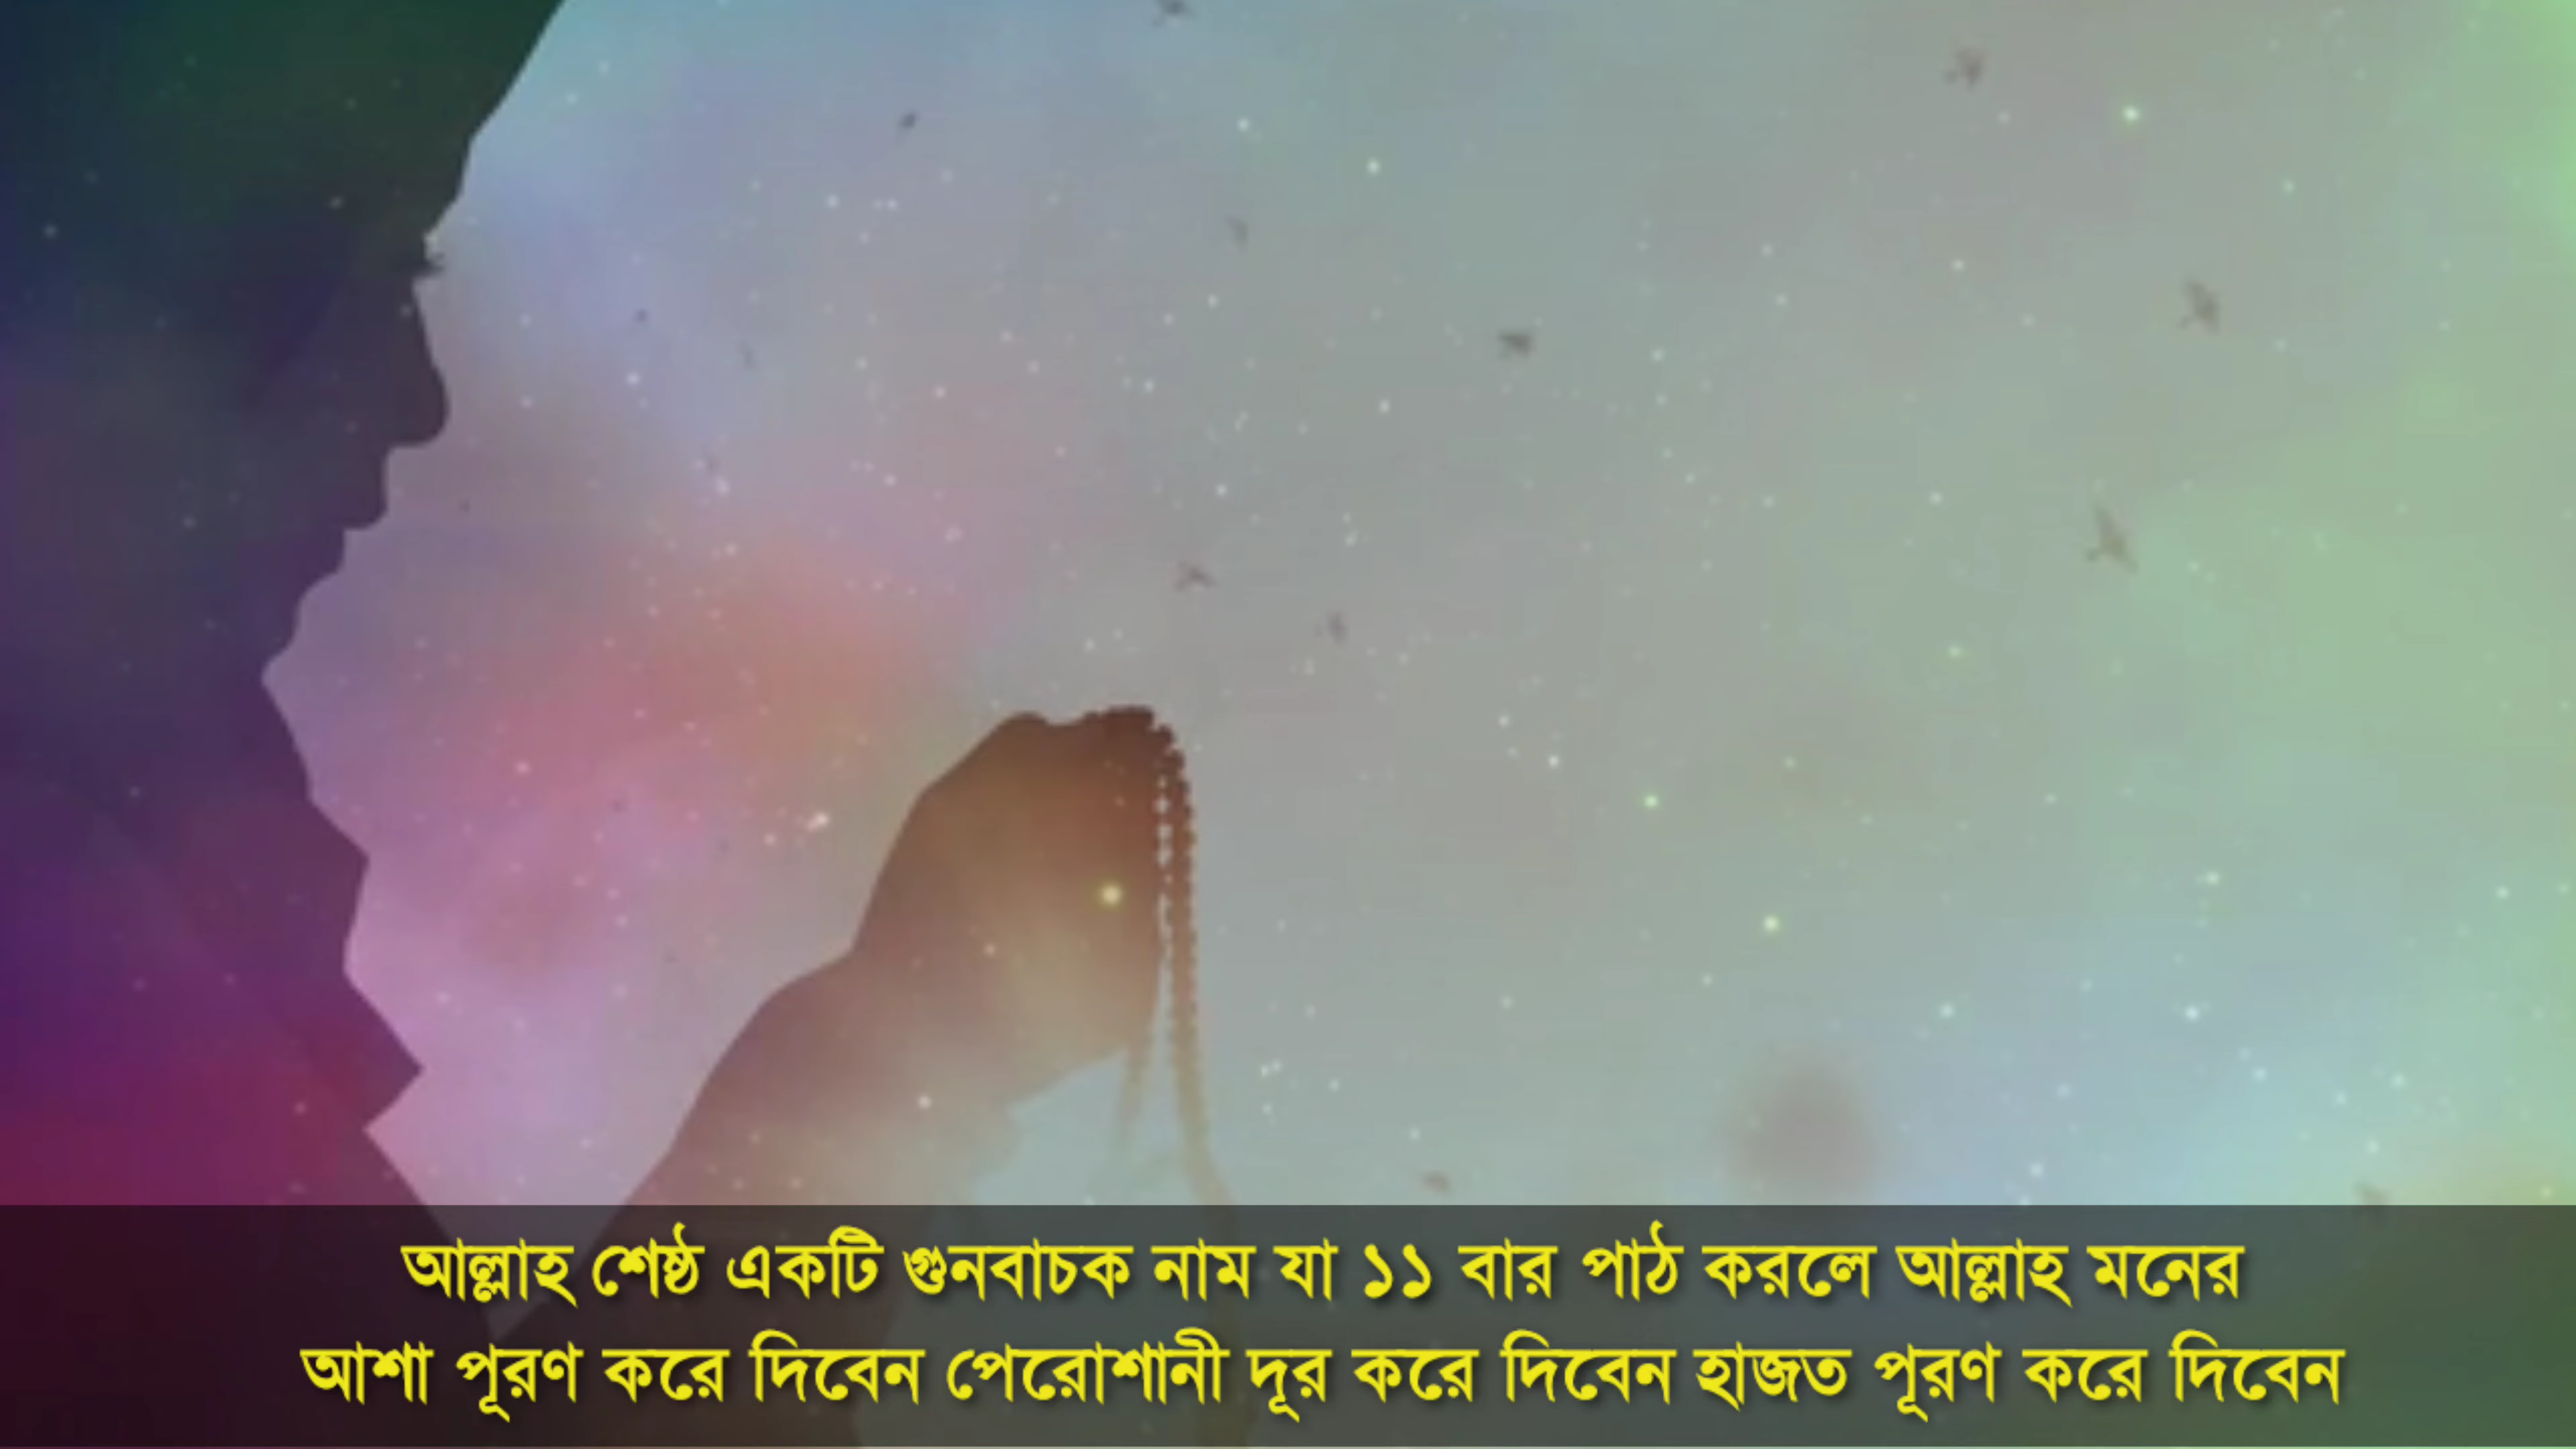 আল্লাহ শেষ্ঠ একটি গুনবাচক নাম যা ১১ বার পাঠ করলে আল্লাহ মনের
আশা পূরণ করে দিবেন পেরোশানী দূর করে দিবেন হাজত পূরণ করে দিবেন